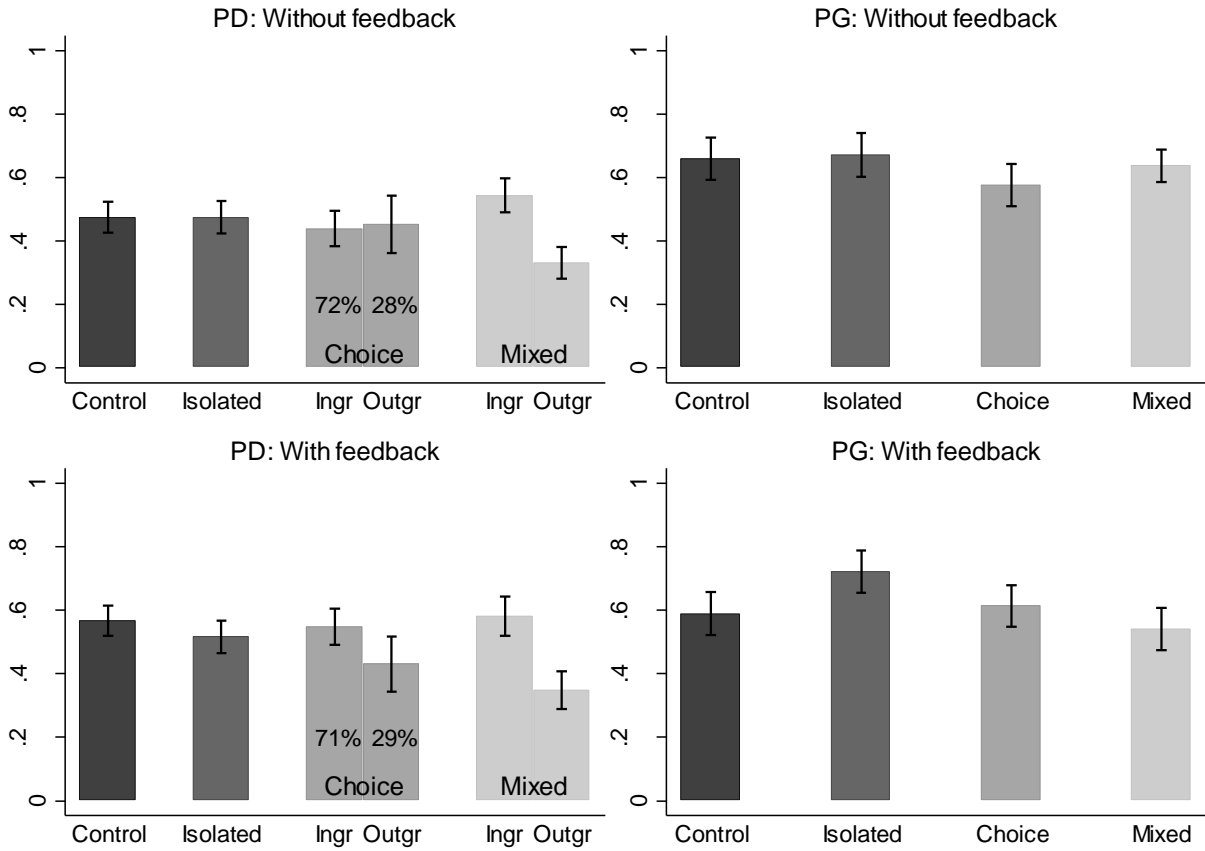 PD: Without feedback
1
.8
.6
.4
.2
0
72% 28%
Choice
Mixed
Control Isolated Ingr Outgr Ingr Outgr
PG: Without feedback
1
.8
.6
.4
.2
0
Control Isolated Choice Mixed
PD: With feedback
1
.8
.6
.4
.2
0
71% 29%
Choice
Mixed
Control Isolated Ingr Outgr Ingr Outgr
PG: With feedback
1
.8
.6
.4
.2
0
Control Isolated Choice Mixed